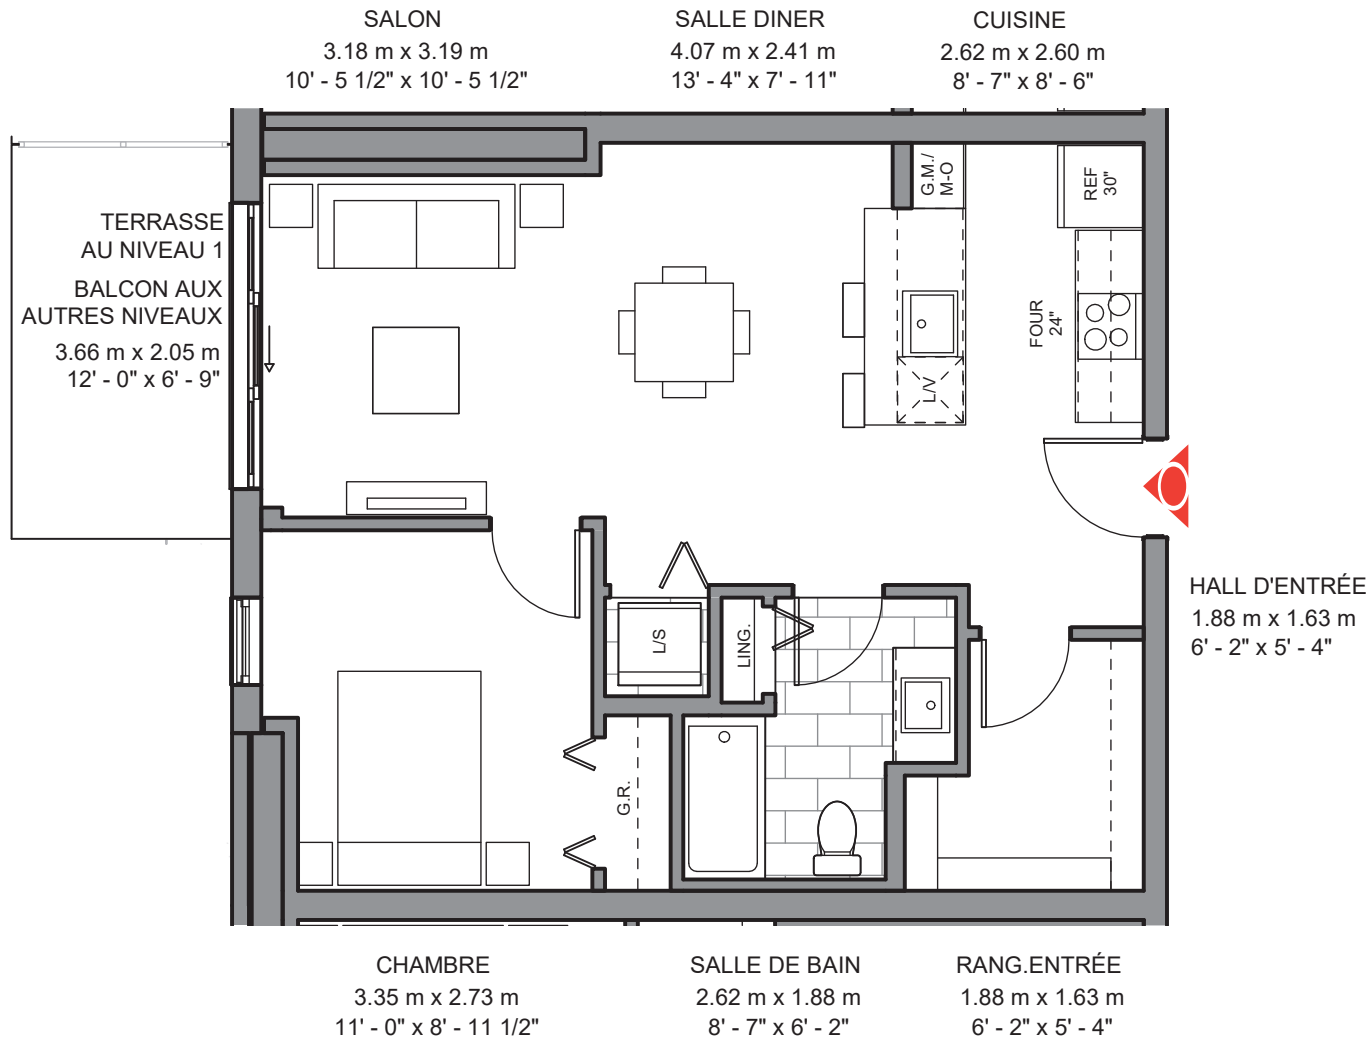 SALON
3.18 m x 3.19 m
10' - 5 1/2" x 10' - 5 1/2"
SALLE DINER
4.07 m x 2.41 m
13' - 4" x 7' - 11"
CUISINE
2.62 m x 2.60 m
8' - 7" x 8' - 6"
TERRASSE
AU NIVEAU 1
BALCON AUX
AUTRES NIVEAUX
3.66 m x 2.05 m
12' - 0" x 6' - 9"
G.M./
M-O
REF
30"
FOUR
24"
L/V
HALL D'ENTRÉE
1.88 m x 1.63 m
6' - 2" x 5' - 4"
L/S
LING.
G.R.
CHAMBRE
3.35 m x 2.73 m
11' - 0" x 8' - 11 1/2"
SALLE DE BAIN
2.62 m x 1.88 m
8' - 7" x 6' - 2"
RANG.ENTRÉE
1.88 m x 1.63 m
6' - 2" x 5' - 4"